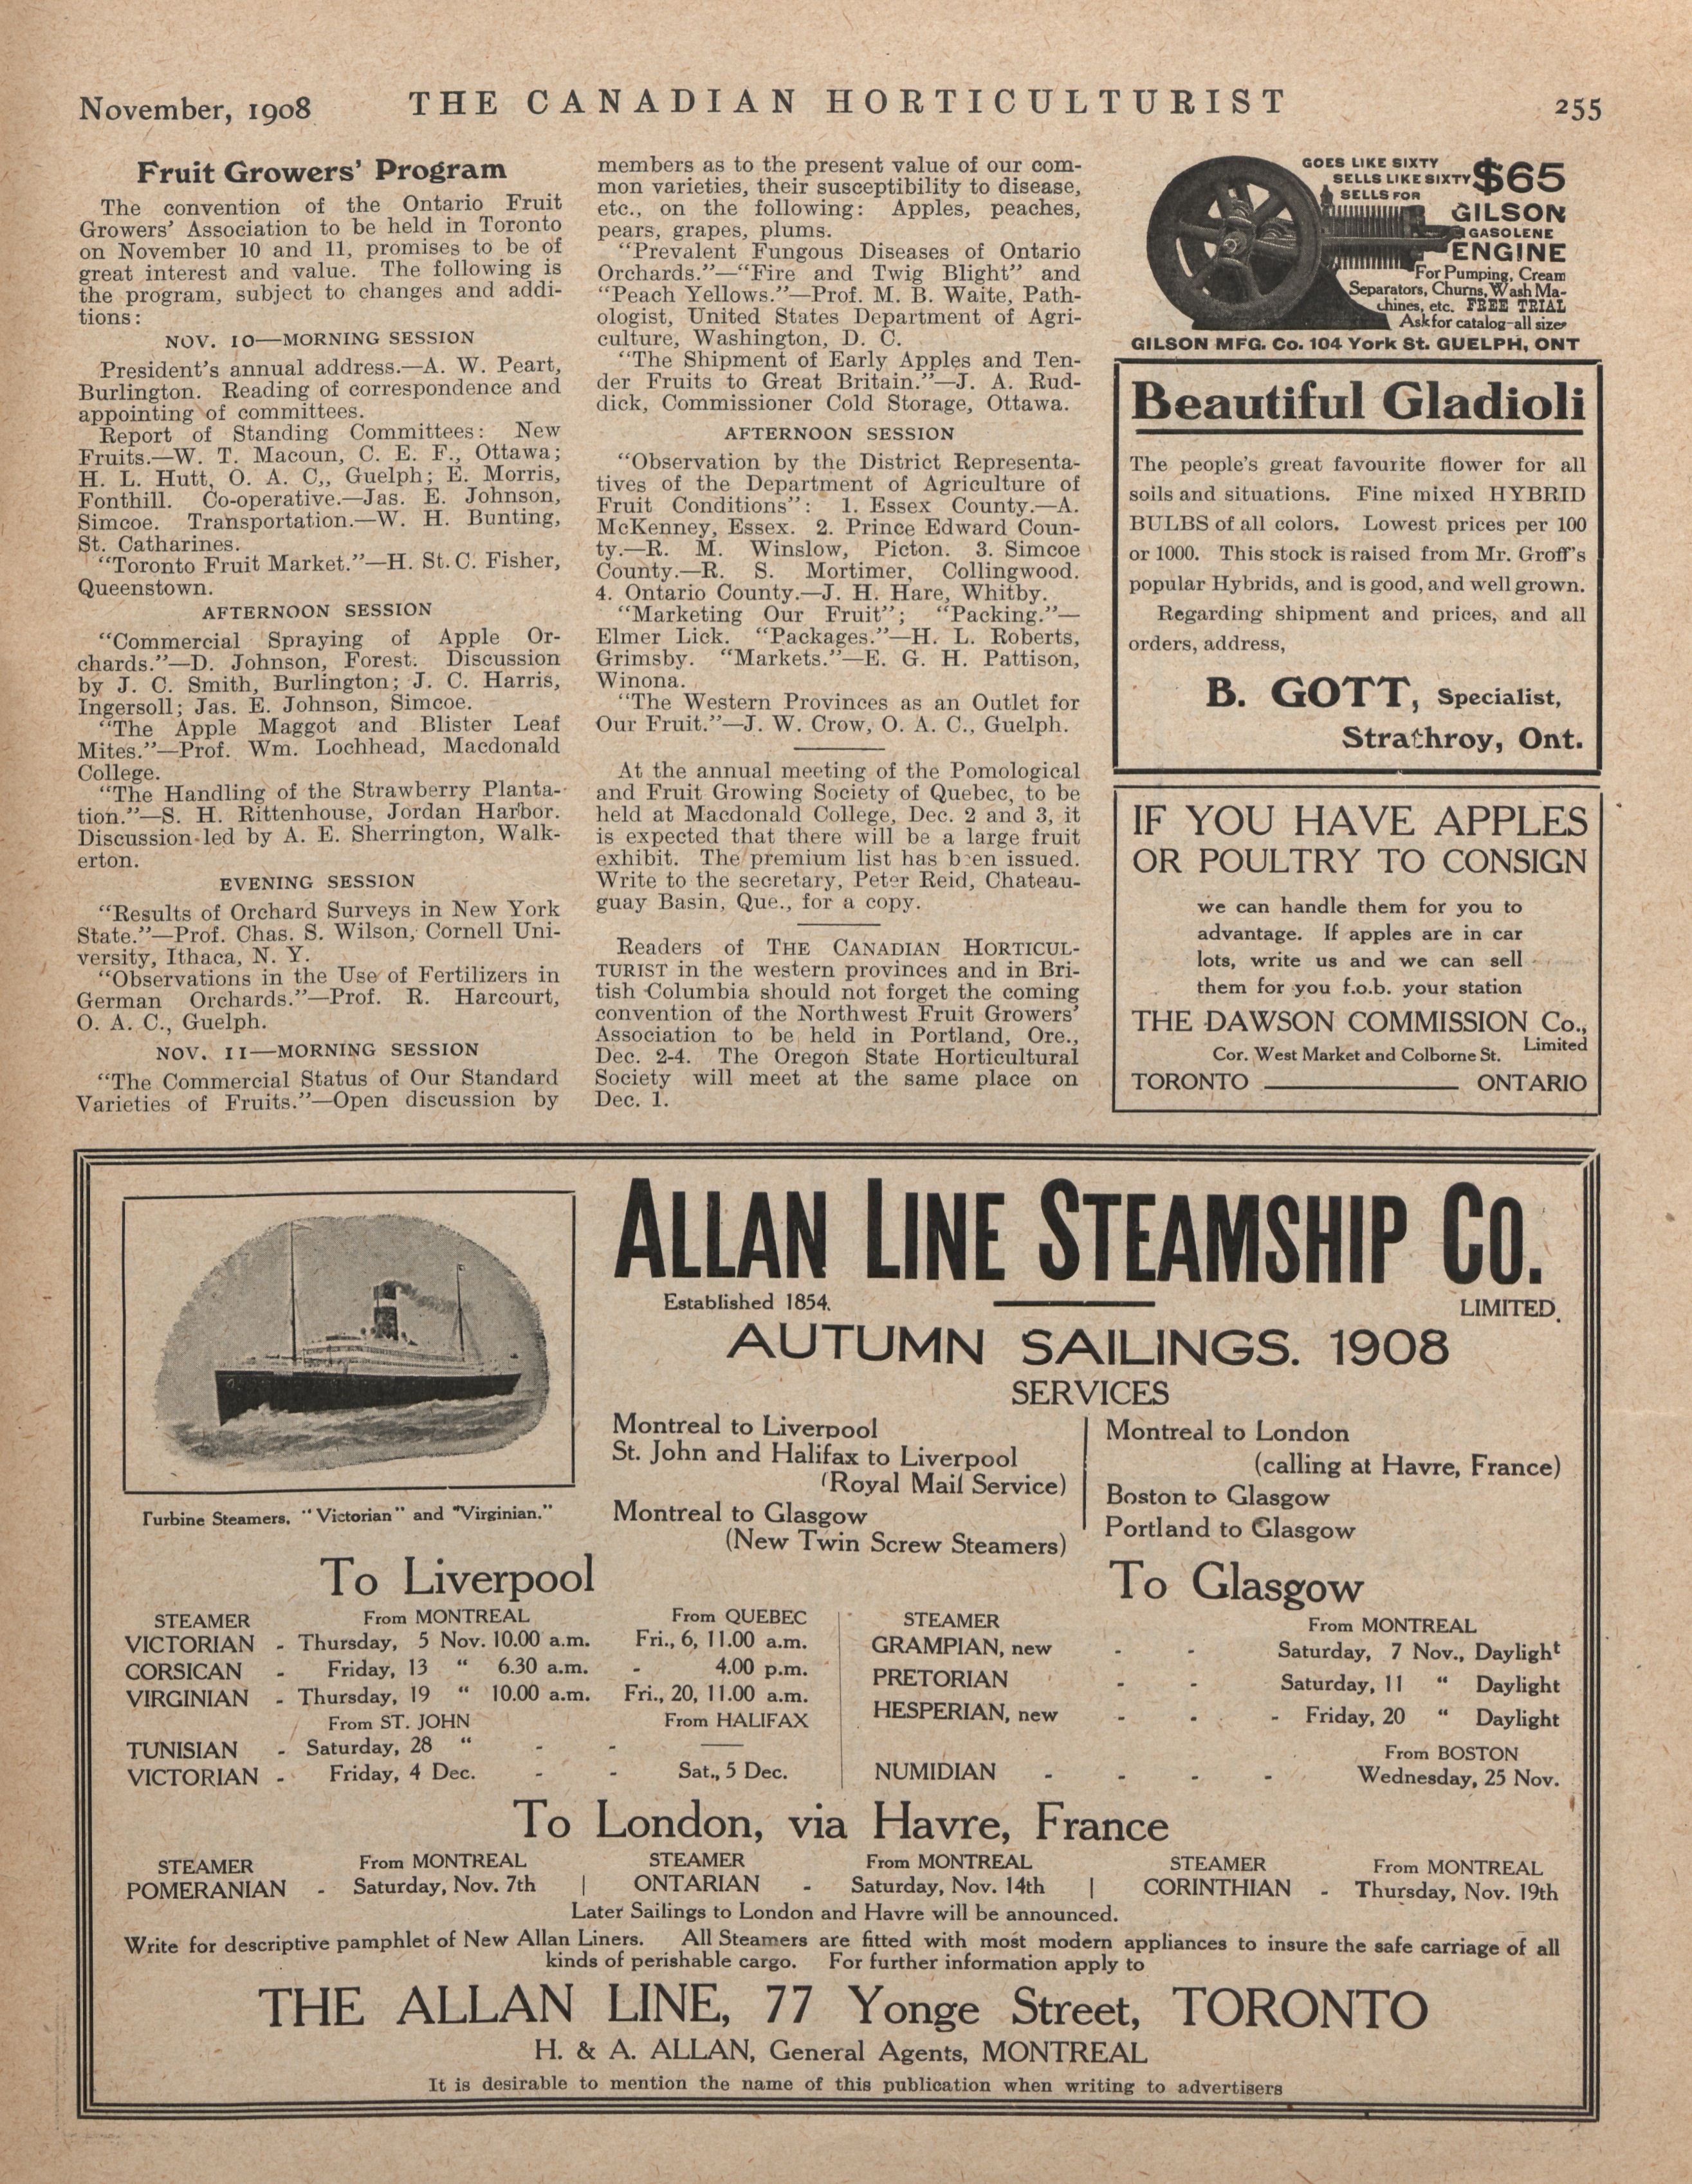 November, 1908
THE CANADIAN HORTICULTURIST
255
Fruit Growers' Program
The convention of the Ontario Fruit
Growers' Association to be held in Toronto
on November 10 and 11, promises to be of
great interest and value. The following is
the program, subject to changes and addi-
tions:
NOV. 10—MORNING SESSION
President's annual address.—A. W. Peart,
Burlington. Reading of correspondence and
appointing of committees.
Report of Standing Committees: New
Fruits.—W. T. Macoun, C. E. F., Ottawa;
H. L. Hutt, O. A. C,, Guelph; E. Morris,
Fonthill. Co-operative.—Jas. E. Johnson,
Simcoe. Transportation.—W. H. Bunting,
St. Catharines.
"Toronto Fruit Market."—H. St. C. Fisher,
Queenstown.
AFTERNOON SESSION
"Commercial Spraying of Apple Or-
chards."—D. Johnson, Forest. Discussion
by J. C. Smith, Burlington; J. C. Harris,
Ingersoll; Jas. E. Johnson, Simcoe.
"The Apple Maggot and Blister Leaf
Mites."—Prof. Wm. Lochhead, Macdonald
College.
"The Handling of the Strawberry Planta-
tion."—S. H. Rittenhouse, Jordan Harbor.
Discussion led by A. E. Sherrington, Walk-
erton.
EVENING SESSION
"Results of Orchard Surveys in New York
State."—Prof. Chas. S. Wilson, Cornell Uni-
versity, Ithaca, N. Y.
"Observations in the Use of Fertilizers in
German Orchards."—Prof. R. Harcourt,
O. A. C., Guelph.
NOV. 11—MORNING SESSION
"The Commercial Status of Our Standard
Varieties of Fruits."—Open discussion by
members as to the present value of our com-
mon varieties, their susceptibility to disease,
etc., on the following: Apples, peaches,
pears, grapes, plums.
"Prevalent Fungous Diseases of Ontario
Orchards."—"Fire and Twig Blight" and
"Peach Yellows."—Prof. M. B. Waite, Path-
ologist, United States Department of Agri-
culture, Washington, D. C.
"The Shipment of Early Apples and Ten-
der Fruits to Great Britain."—J. A. Rud-
dick, Commissioner Cold Storage, Ottawa.
AFTERNOON SESSION
"Observation by the District Representa-
tives of the Department of Agriculture of
Fruit Conditions": 1. Essex County.—A.
McKenney, Essex. 2. Prince Edward Coun-
ty.—R. M. Winslow, Picton. 3. Simcoe
County.—R. S. Mortimer, Collingwood.
4. Ontario County.—J. H. Hare, Whitby.
"Marketing Our Fruit"; "Packing."—
Elmer Lick. "Packages."—H. L. Roberts,
Grimsby. "Markets."—E. G. H. Pattison,
Winona.
"The Western Provinces as an Outlet for
Our Fruit."—J. W. Crow, O. A. C., Guelph.
At the annual meeting of the Pomological
and Fruit Growing Society of Quebec, to be
held at Macdonald College, Dec. 2 and 3, it
is expected that there will be a large fruit
exhibit. The premium list has been issued.
Write to the secretary, Peter Reid, Chateau-
guay Basin, Que., for a copy.
Readers of THE CANADIAN HORTICUL-
TURIST in the western provinces and in Bri-
tish Columbia should not forget the coming
convention of the Northwest Fruit Growers'
Association to be held in Portland, Ore.,
Dec. 2-4. The Oregon State Horticultural
Society will meet at the same place on
Dec. 1.
GOES LIKE SIXTY
SELLS LIKE SIXTY
SELLS FOR
$65
GILSON
GASOLENE
ENGINE
For Pumping, Cream
Separators, Churns, Wash Ma-
chines, etc. FREE TRIAL
Ask for catalog-all sizes
GILSON MFG. Co. 104 York St. GUELPH, ONT
Beautiful Gladioli
The people's great favourite flower for all
soils and situations. Fine mixed HYBRID
BULBS of all colors. Lowest prices per 100
or 1000. This stock is raised from Mr. Groff's
popular Hybrids, and is good, and well grown.
Regarding shipment and prices, and all
orders, address,
B. GOTT, Specialist,
Strathroy, Ont.
IF YOU HAVE APPLES
OR POULTRY TO CONSIGN
we can handle them for you to
advantage. If apples are in car
lots, write us and we can sell
them for you f.o.b. your station
THE DAWSON COMMISSION Co.,
Limited
Cor. West Market and Colborne St.
TORONTO ONTARIO
ALLAN LINE STEAMSHIP CO.
Established 1854.
LIMITED.
AUTUMN SAILINGS. 1908
SERVICES
Montreal to Liverpool
St. John and Halifax to Liverpool
(Royal Mail Service)
Montreal to Glasgow
(New Twin Screw Steamers)
Montreal to London
(calling at Havre, France)
Boston to Glasgow
Portland to Glasgow
Turbine Steamers. "Victorian" and "Virginian."
To Liverpool
STEAMER From MONTREAL From QUEBEC
VICTORIAN - Thursday, 5 Nov. 10.00 a.m. Fri., 6, 11.00 a.m.
CORSICAN - Friday, 13 " 6.30 a.m. - 4.00 p.m.
VIRGINIAN - Thursday, 19 " 10.00 a.m. Fri., 20, 11.00 a.m.
From ST. JOHN From HALIFAX
TUNISIAN - Saturday, 28 " - - —
VICTORIAN - Friday, 4 Dec. - - Sat., 5 Dec.
To Glasgow
STEAMER From MONTREAL
GRAMPIAN, new - - Saturday, 7 Nov., Daylight
PRETORIAN - - Saturday, 11 " Daylight
HESPERIAN, new - - - Friday, 20 " Daylight
From BOSTON
NUMIDIAN - - - - Wednesday, 25 Nov.
To London, via Havre, France
STEAMER From MONTREAL STEAMER From MONTREAL STEAMER From MONTREAL
POMERANIAN - Saturday, Nov. 7th | ONTARIAN - Saturday, Nov. 14th | CORINTHIAN - Thursday, Nov. 19th
Later Sailings to London and Havre will be announced.
Write for descriptive pamphlet of New Allan Liners. All Steamers are fitted with most modern appliances to insure the safe carriage of all
kinds of perishable cargo. For further information apply to
THE ALLAN LINE, 77 Yonge Street, TORONTO
H. & A. ALLAN, General Agents, MONTREAL
It is desirable to mention the name of this publication when writing to advertisers